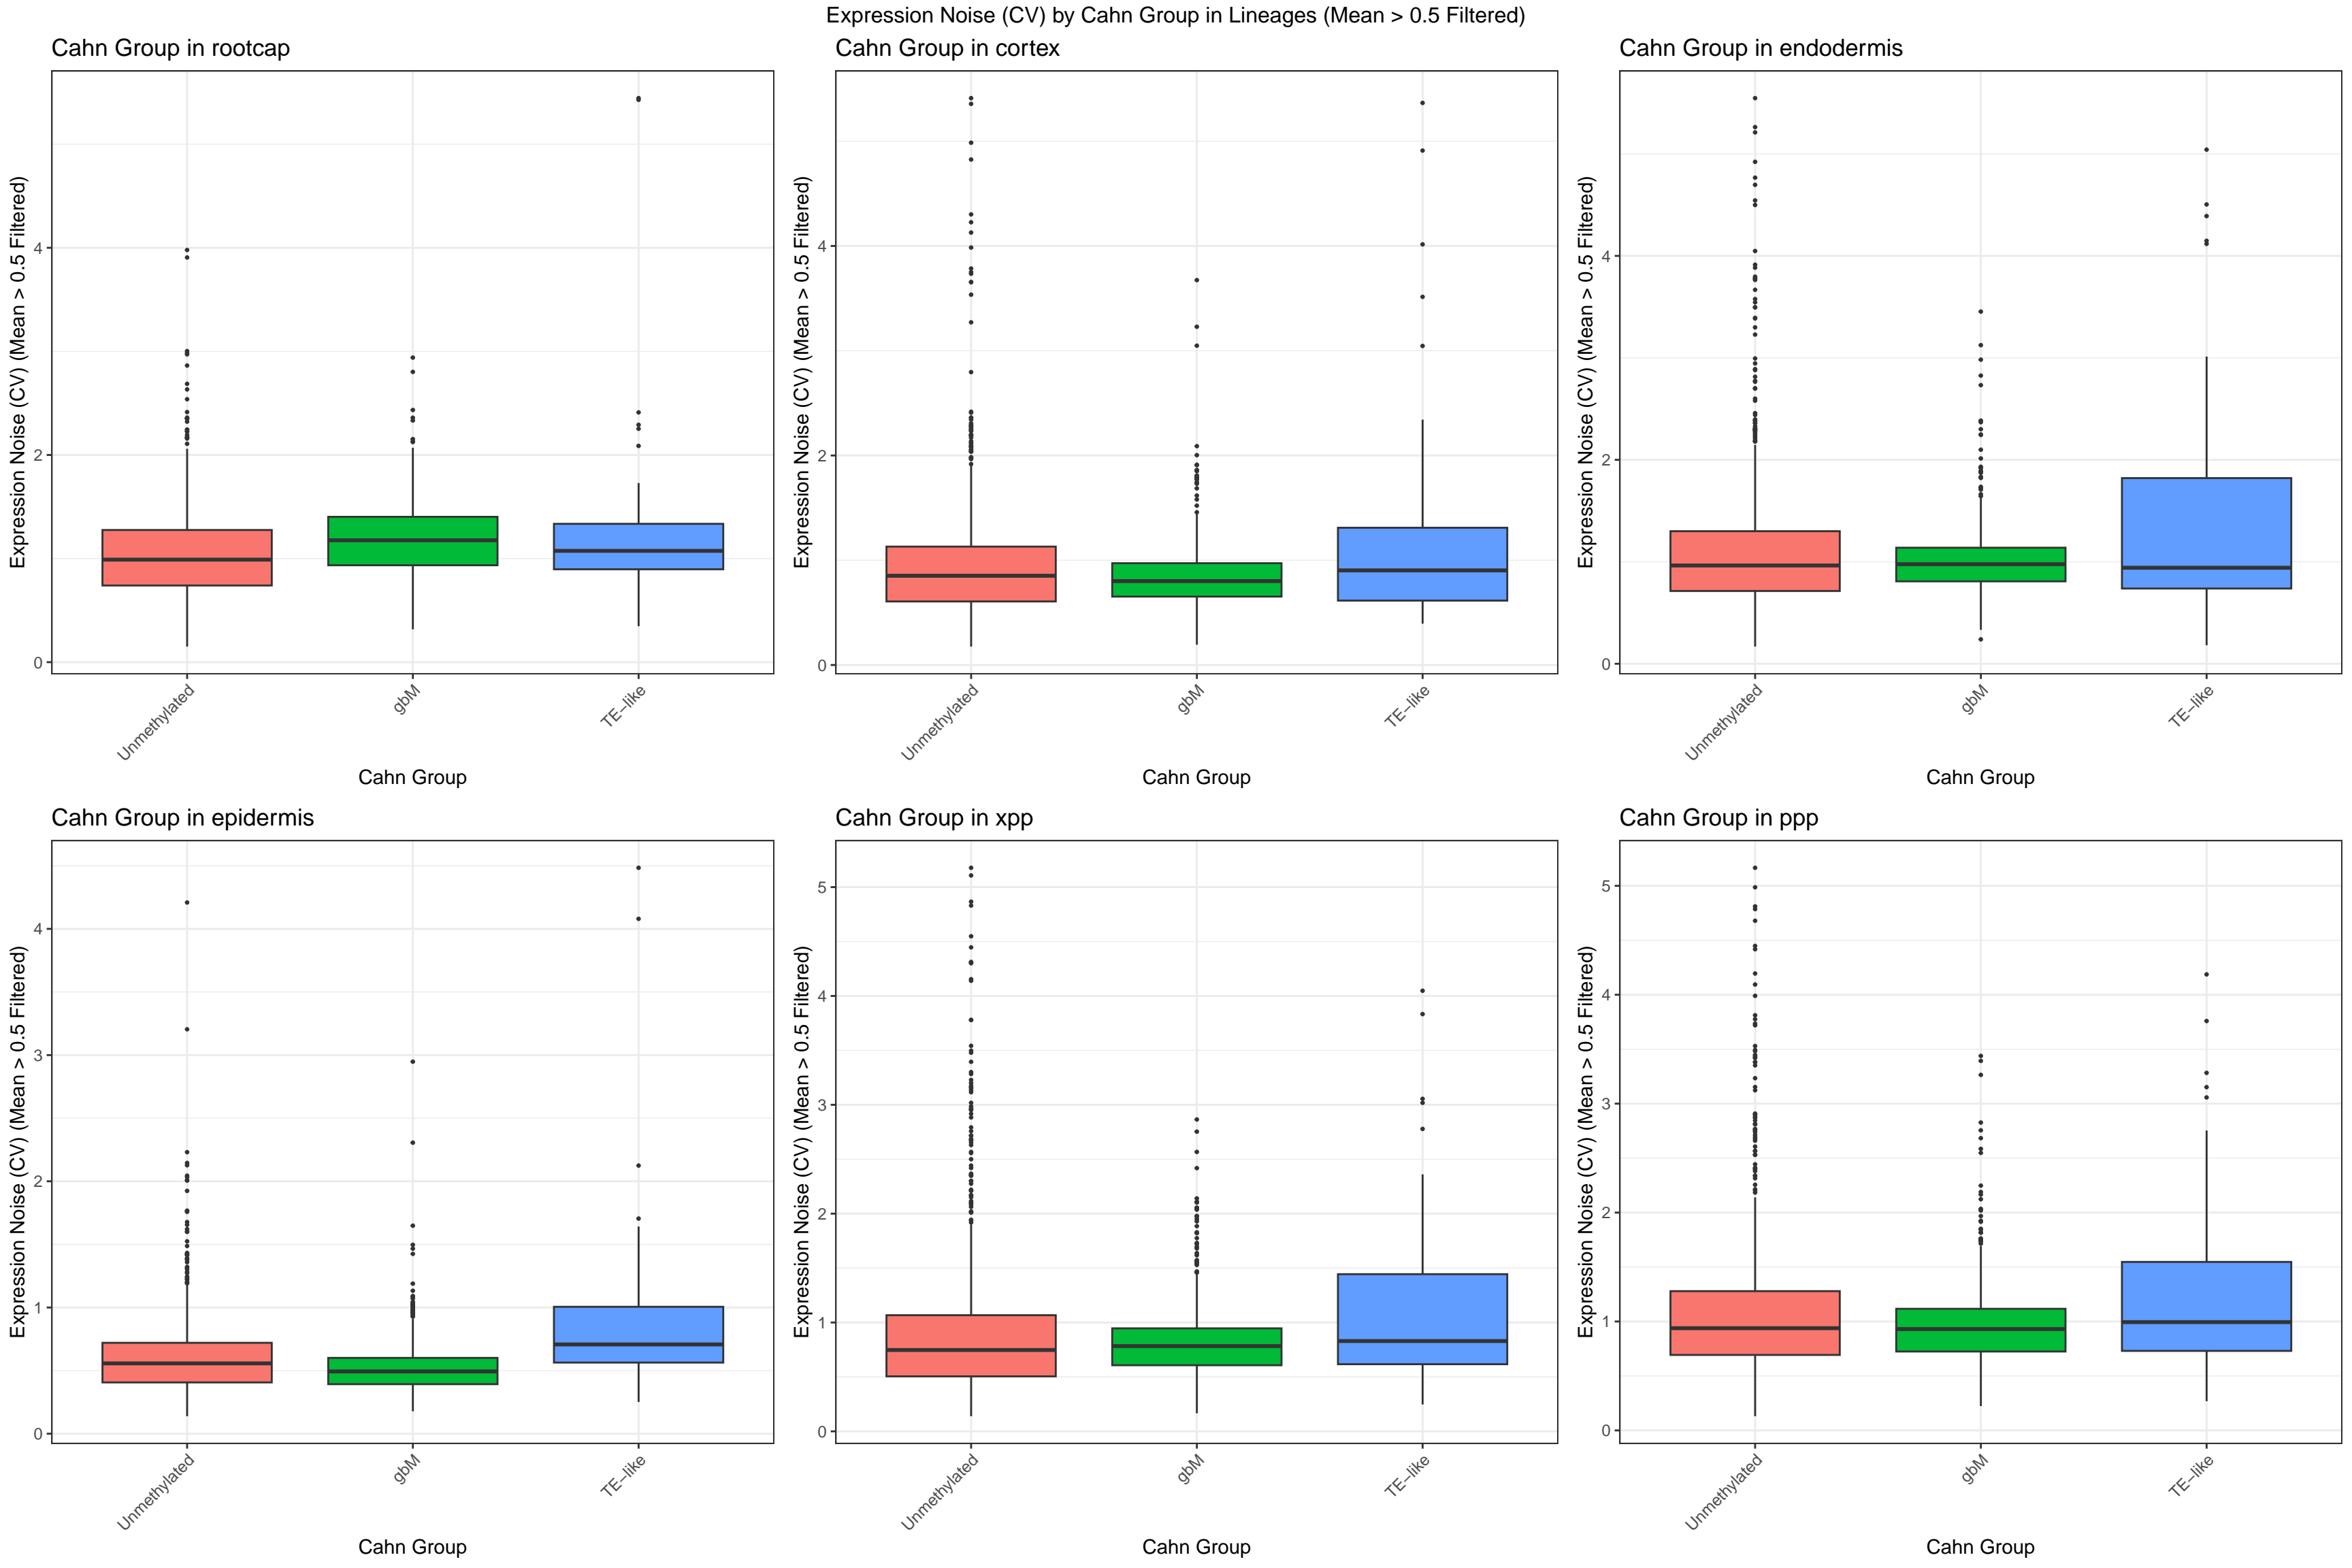 Expression Noise (CV) by Cahn Group in Lineages (Mean > 0.5 Filtered)
Cahn Group in rootcap
Expression Noise (CV) (Mean > 0.5 Filtered)
4
2
0
Unmethylated
gbM
TE−like
Cahn Group
Cahn Group in cortex
Expression Noise (CV) (Mean > 0.5 Filtered)
4
2
0
Unmethylated
gbM
TE−like
Cahn Group
Cahn Group in endodermis
Expression Noise (CV) (Mean > 0.5 Filtered)
4
2
0
Unmethylated
gbM
TE−like
Cahn Group
Cahn Group in epidermis
Expression Noise (CV) (Mean > 0.5 Filtered)
4
3
2
1
0
Unmethylated
gbM
TE−like
Cahn Group
Cahn Group in xpp
Expression Noise (CV) (Mean > 0.5 Filtered)
5
4
3
2
1
0
Unmethylated
gbM
TE−like
Cahn Group
Cahn Group in ppp
Expression Noise (CV) (Mean > 0.5 Filtered)
5
4
3
2
1
0
Unmethylated
gbM
TE−like
Cahn Group